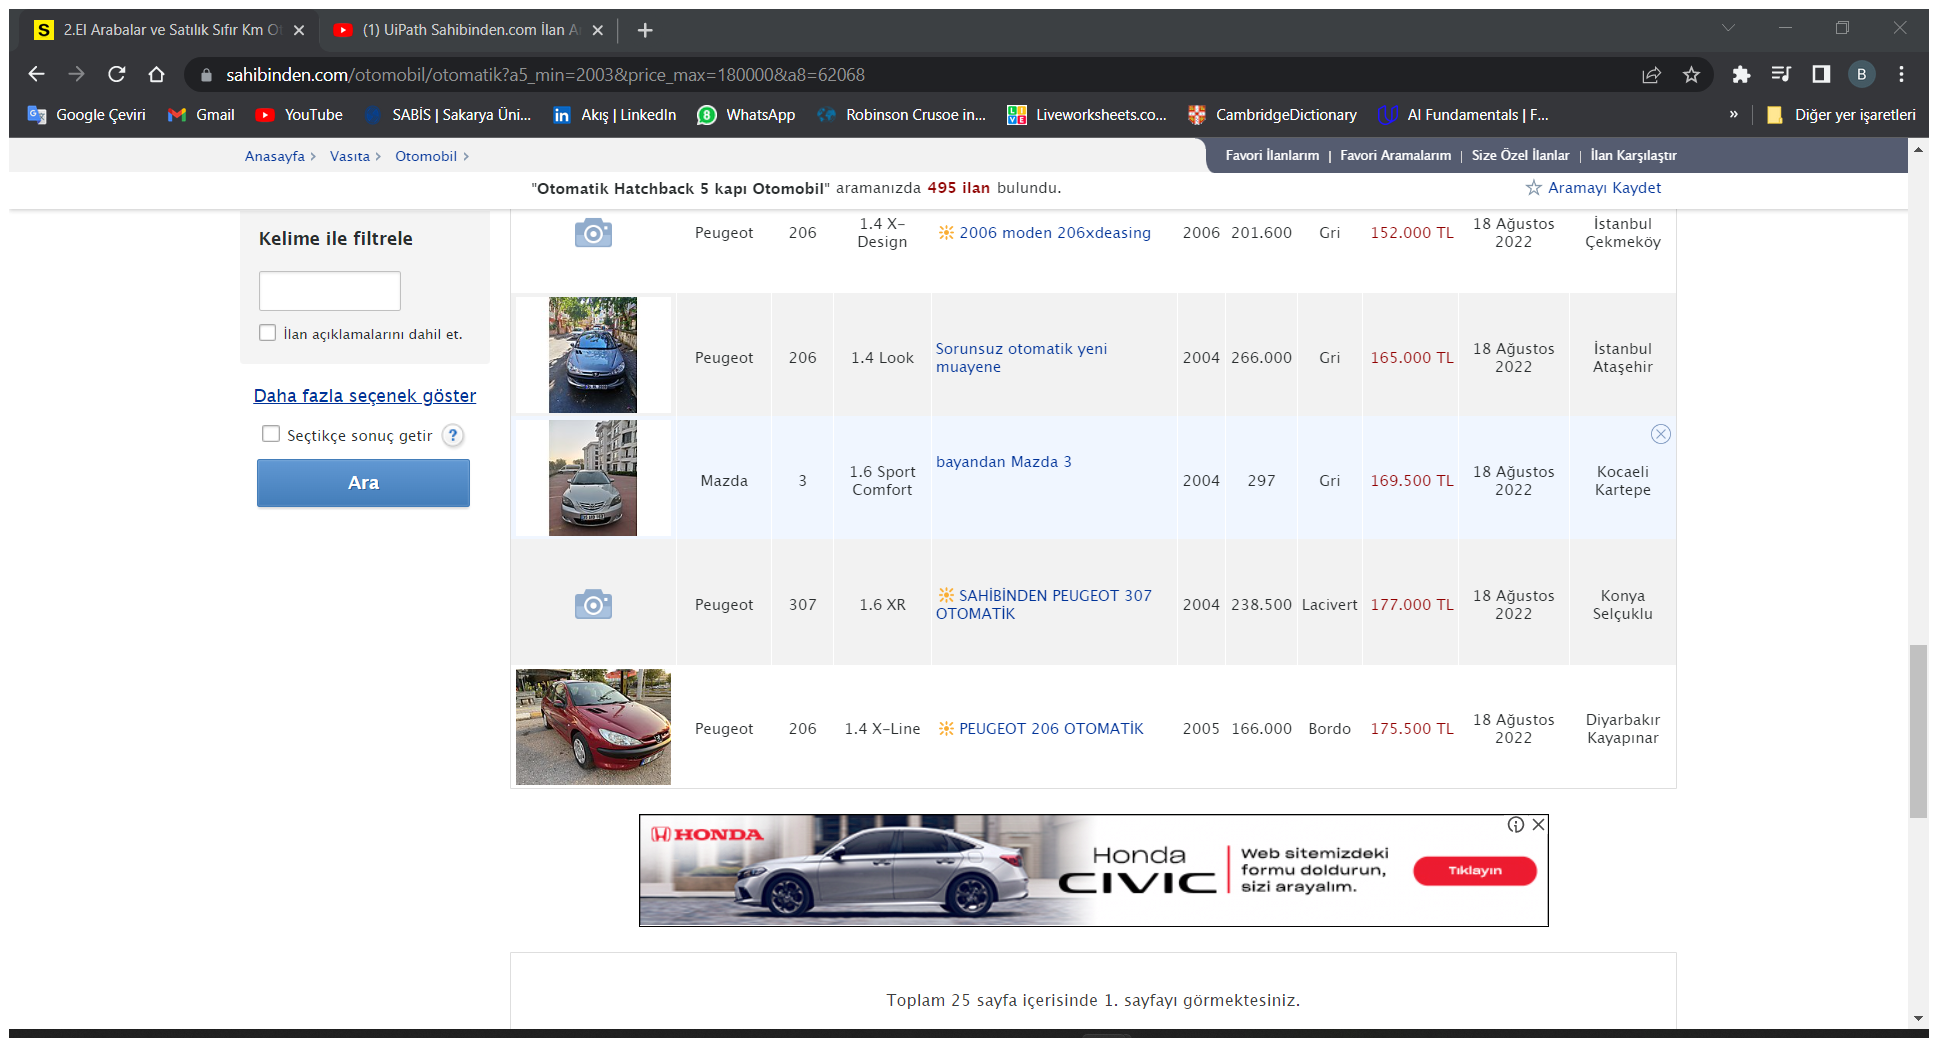 2.El Arabalar ve Satılık Sıfır Km Ot
(1) UiPath Sahibinden.com İlan A
sahibinden.com/otomobil/otomatik?a5_min=2003&price_max=180000&a8=62068
B
Google Çeviri
Gmail
YouTube
SABİS | Sakarya Üni...
Akış | LinkedIn
WhatsApp
Robinson Crusoe in...
Liveworksheets.co...
CambridgeDictionary
AI Fundamentals | F...
»
Diğer yer işaretleri
Anasayfa > Vasıta > Otomobil >
Favori İlanlarım | Favori Aramalarım | Size Özel İlanlar | İlan Karşılaştır
"Otomatik Hatchback 5 kapı Otomobil" aramanızda 495 ilan bulundu.
Aramayı Kaydet
Kelime ile filtrele
İlan açıklamalarını dahil et.
Daha fazla seçenek göster
Seçtikçe sonuç getir ?
Ara
Peugeot 206 1.4 X-Design 2006 moden 206xdeasing 2006 201.600 Gri 152.000 TL 18 Ağustos 2022 İstanbul Çekmeköy
Peugeot 206 1.4 Look Sorunsuz otomatik yeni muayene 2004 266.000 Gri 165.000 TL 18 Ağustos 2022 İstanbul Ataşehir
Mazda 3 1.6 Sport Comfort bayandan Mazda 3 2004 297 Gri 169.500 TL 18 Ağustos 2022 Kocaeli Kartepe
Peugeot 307 1.6 XR SAHİBİNDEN PEUGEOT 307 OTOMATİK 2004 238.500 Lacivert 177.000 TL 18 Ağustos 2022 Konya Selçuklu
Peugeot 206 1.4 X-Line PEUGEOT 206 OTOMATİK 2005 166.000 Bordo 175.500 TL 18 Ağustos 2022 Diyarbakır Kayapınar
HONDA
Honda
CIVIC
Web sitemizdeki
formu doldurun,
sizi arayalım.
Tıklayın
Toplam 25 sayfa içerisinde 1. sayfayı görmektesiniz.